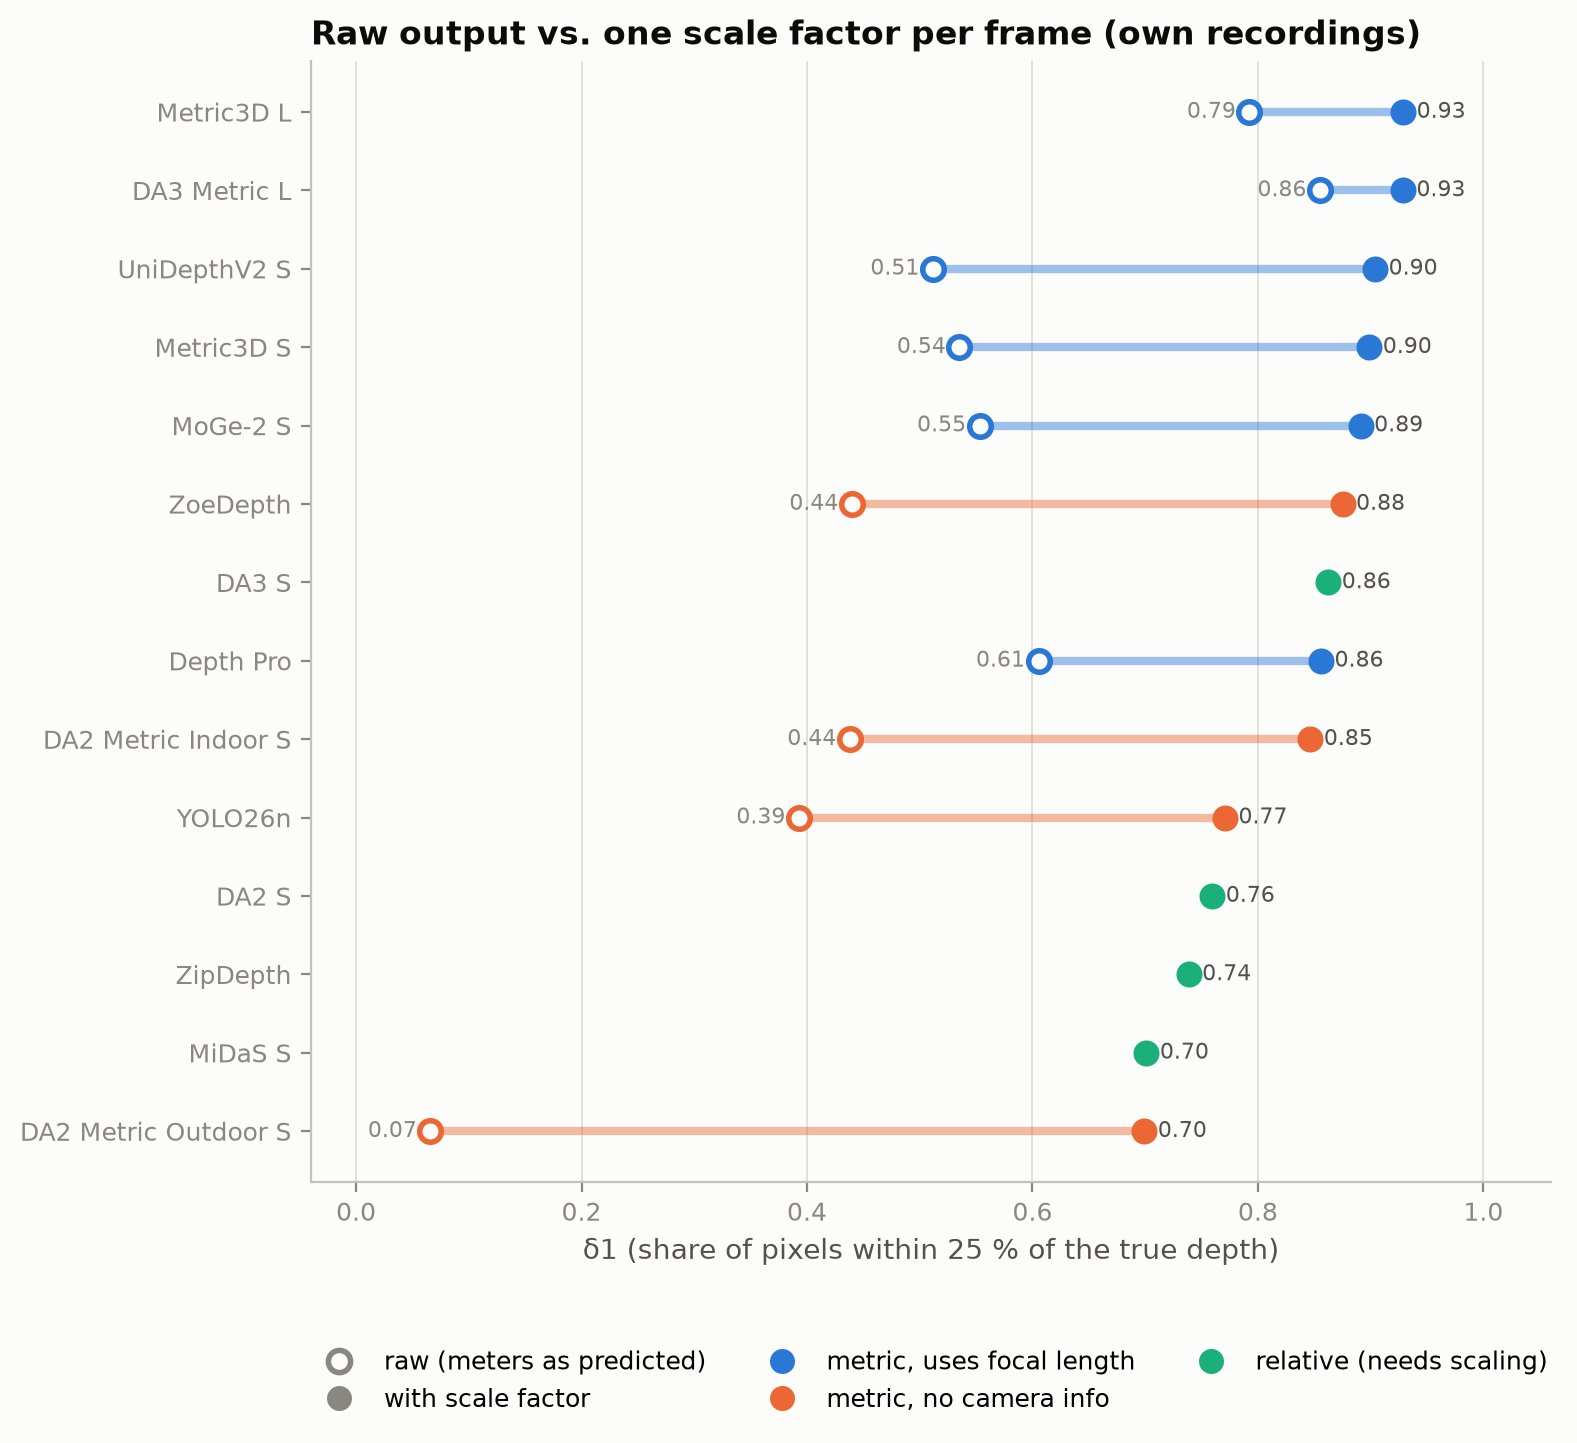 Raw output vs. one scale factor per frame (own recordings)
Metric3D L 0.79 0.93
DA3 Metric L 0.86 0.93
UniDepthV2 S 0.51 0.90
Metric3D S 0.54 0.90
MoGe-2 S 0.55 0.89
ZoeDepth 0.44 0.88
DA3 S 0.86
Depth Pro 0.61 0.86
DA2 Metric Indoor S 0.44 0.85
YOLO26n 0.39 0.77
DA2 S 0.76
ZipDepth 0.74
MiDaS S 0.70
DA2 Metric Outdoor S 0.07 0.70
0.0 0.2 0.4 0.6 0.8 1.0
δ1 (share of pixels within 25 % of the true depth)
raw (meters as predicted) metric, uses focal length relative (needs scaling)
with scale factor metric, no camera info